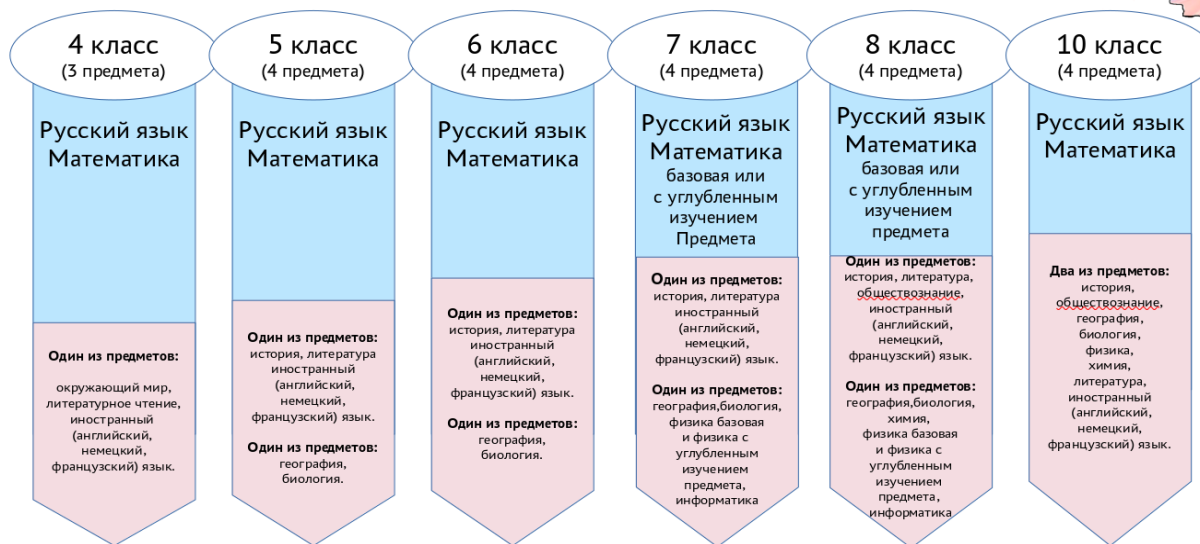 4 класс
(3 предмета)
Русский язык
Математика
Один из предметов:
окружающий мир,
литературное чтение,
иностранный
(английский,
немецкий,
французский) язык.
5 класс
(4 предмета)
Русский язык
Математика
Один из предметов:
история, литература
иностранный
(английский,
немецкий,
французский) язык.
Один из предметов:
география,
биология.
6 класс
(4 предмета)
Русский язык
Математика
Один из предметов:
история, литература
иностранный
(английский,
немецкий,
французский) язык.
Один из предметов:
география,
биология.
7 класс
(4 предмета)
Русский язык
Математика
базовая или
с углубленным
изучением
Предмета
Один из предметов:
история, литература
иностранный
(английский,
немецкий,
французский) язык.
Один из предметов:
география,биология,
физика базовая
и физика с
углубленным
изучением
предмета,
информатика
8 класс
(4 предмета)
Русский язык
Математика
базовая или
с углубленным
изучением
предмета
Один из предметов:
история, литература,
обществознание,
иностранный
(английский,
немецкий,
французский) язык.
Один из предметов:
география,биология,
химия,
физика базовая
и физика с
углубленным
изучением
предмета,
информатика
10 класс
(4 предмета)
Русский язык
Математика
Два из предметов:
история,
обществознание,
география,
биология,
физика,
химия,
литература,
иностранный
(английский,
немецкий,
французский) язык.